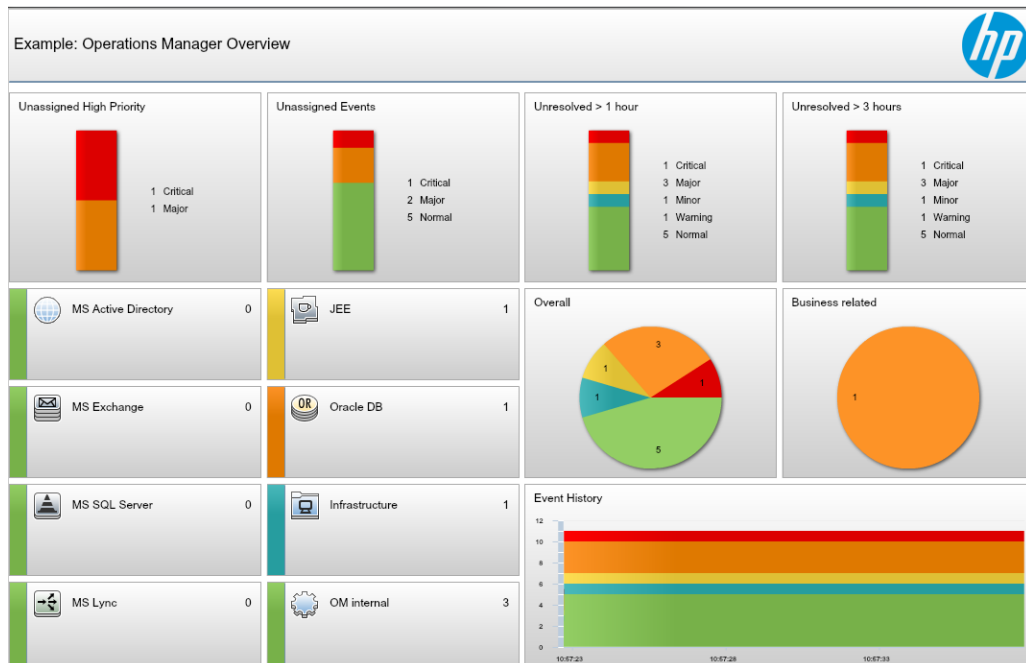 Example: Operations Manager Overview
hp
Unassigned High Priority
1 Critical
1 Major
Unassigned Events
1 Critical
2 Major
5 Normal
Unresolved > 1 hour
1 Critical
3 Major
1 Minor
1 Warning
5 Normal
Unresolved > 3 hours
1 Critical
3 Major
1 Minor
1 Warning
5 Normal
MS Active Directory 0
JEE 1
MS Exchange 0
OR Oracle DB 1
MS SQL Server 0
Infrastructure 1
MS Lync 0
OM internal 3
Overall
3
1
1
1
5
Business related
1
Event History
12
10
8
6
4
2
0
10:57:23 10:57:28 10:57:33